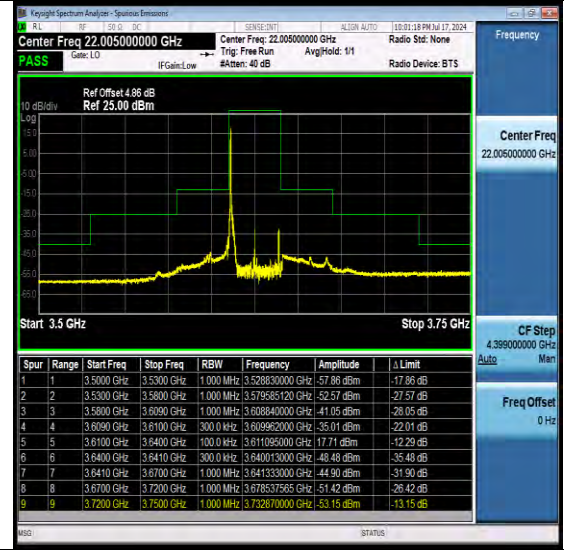 Keysight Spectrum Analyzer - Spurious Emissions
RL RF 50 Ω DC SENSE:INT ALIGN AUTO 10:01:18 PM Jul 17, 2024
Center Freq 22.005000000 GHz
Center Freq: 22.005000000 GHz
Radio Std: None
Trig: Free Run Avg|Hold: 1/1
PASS Gate: LO IFGain:Low #Atten: 40 dB Radio Device: BTS
Frequency
Ref Offset 4.86 dB
10 dB/div Ref 25.00 dBm
Log
15.0
5.00
-5.00
-15.0
-25.0
-35.0
-45.0
-55.0
-65.0
Start 3.5 GHz Stop 3.75 GHz
Center Freq
22.005000000 GHz
CF Step
4.399000000 GHz
Auto Man
Freq Offset
0 Hz
Spur Range Start Freq Stop Freq RBW Frequency Amplitude Δ Limit
1 1 3.5000 GHz 3.5300 GHz 1.000 MHz 3.528830000 GHz -57.86 dBm -17.86 dB
2 2 3.5300 GHz 3.5800 GHz 1.000 MHz 3.579585120 GHz -52.57 dBm -27.57 dB
3 3 3.5800 GHz 3.6090 GHz 1.000 MHz 3.608840000 GHz -41.05 dBm -28.05 dB
4 4 3.6090 GHz 3.6100 GHz 300.0 kHz 3.609962000 GHz -35.01 dBm -22.01 dB
5 5 3.6100 GHz 3.6400 GHz 100.0 kHz 3.611095000 GHz 17.71 dBm -12.29 dB
6 6 3.6400 GHz 3.6410 GHz 300.0 kHz 3.640013000 GHz -48.48 dBm -35.48 dB
7 7 3.6410 GHz 3.6700 GHz 1.000 MHz 3.641333000 GHz -44.90 dBm -31.90 dB
8 8 3.6700 GHz 3.7200 GHz 1.000 MHz 3.678537565 GHz -51.42 dBm -26.42 dB
9 9 3.7200 GHz 3.7500 GHz 1.000 MHz 3.732870000 GHz -53.15 dBm -13.15 dB
MSG STATUS